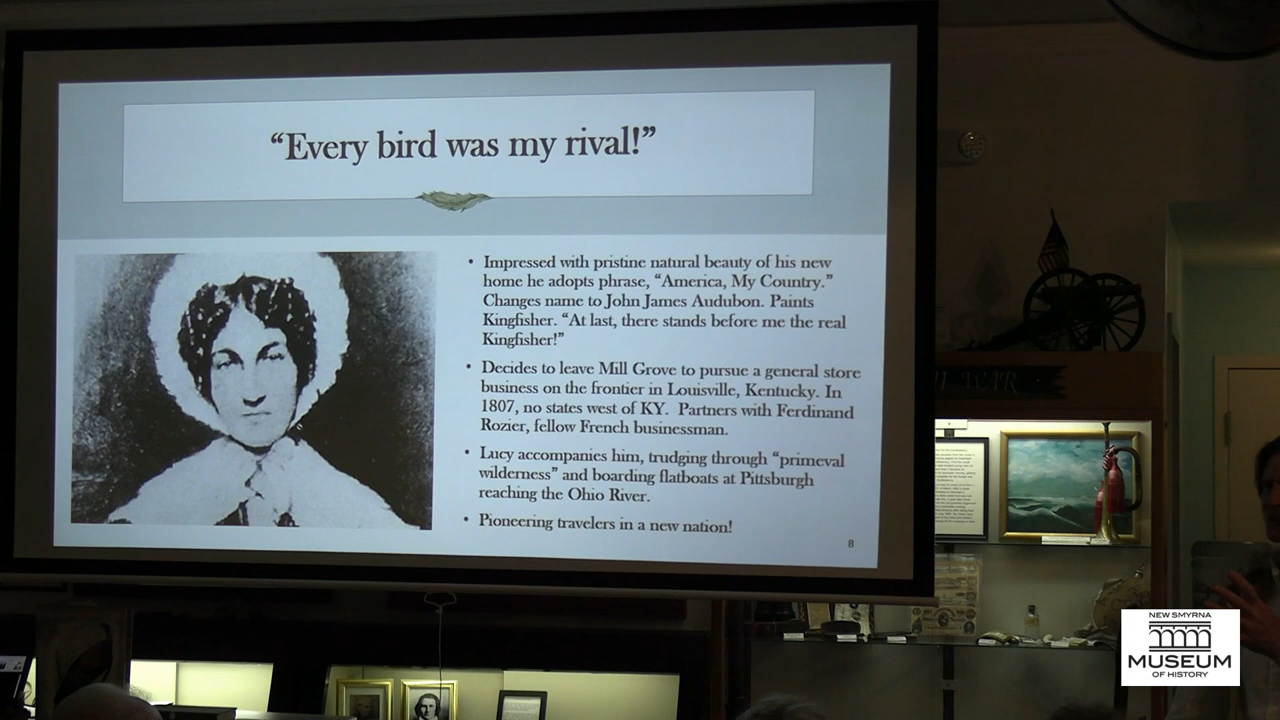 “Every bird was my rival!”
• Impressed with pristine natural beauty of his new
home he adopts phrase, “America, My Country.”
Changes name to John James Audubon. Paints
Kingfisher. “At last, there stands before me the real
Kingfisher!”
• Decides to leave Mill Grove to pursue a general store
business on the frontier in Louisville, Kentucky. In
1807, no states west of KY. Partners with Ferdinand
Rozier, fellow French businessman.
• Lucy accompanies him, trudging through “primeval
wilderness” and boarding flatboats at Pittsburgh
reaching the Ohio River.
• Pioneering travelers in a new nation!
8
WAR
NEW SMYRNA
MUSEUM
OF HISTORY